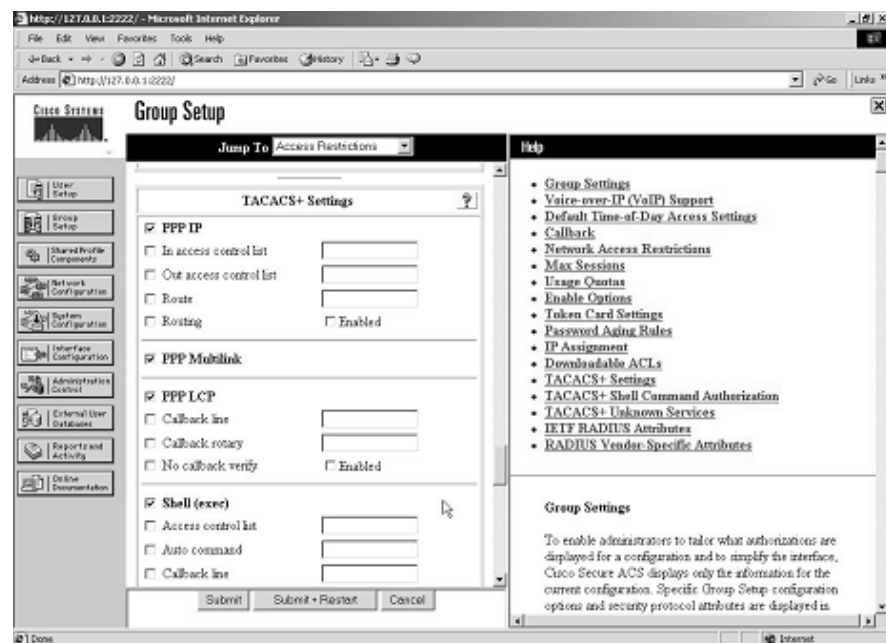 http://127.0.0.1:2222/ - Microsoft Internet Explorer
File Edit View Favorites Tools Help
Back Search Favorites History
Address http://127.0.0.1:2222/ Go Links
Cisco Systems
Group Setup
Jump To Access Restrictions
User Setup
Group Setup
Shared Profile Components
Network Configuration
System Configuration
Interface Configuration
Administration Control
External User Databases
Reports and Activity
Online Documentation
TACACS+ Settings ?
PPP IP
In access control list
Out access control list
Route
Routing Enabled
PPP Multilink
PPP LCP
Callback line
Callback rotary
No callback verify Enabled
Shell (exec)
Access control list
Auto command
Callback line
Submit Submit + Restart Cancel
Help
Group Settings
Voice-over-IP (VoIP) Support
Default Time-of-Day Access Settings
Callback
Network Access Restrictions
Max Sessions
Usage Quotas
Enable Options
Token Card Settings
Password Aging Rules
IP Assignment
Downloadable ACLs
TACACS+ Settings
TACACS+ Shell Command Authorization
TACACS+ Unknown Services
IETF RADIUS Attributes
RADIUS Vendor-Specific Attributes
Group Settings
To enable administrators to tailor what authorizations are
displayed for a configuration and to simplify the interface,
Cisco Secure ACS displays only the information for the
current configuration. Specific Group Setup configuration
options and security protocol attributes are displayed in
Done Internet